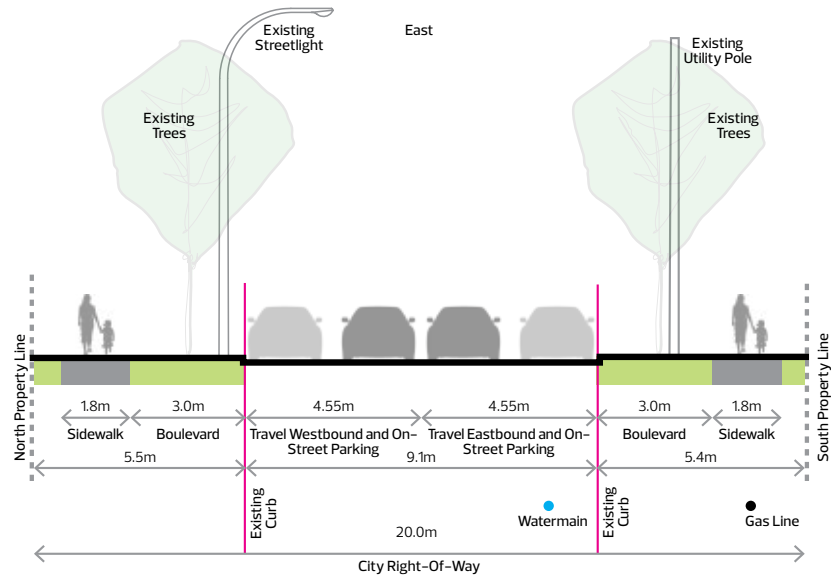 Existing
Streetlight
East
Existing
Utility Pole
Existing
Trees
Existing
Trees
North Property Line
South Property Line
1.8m
3.0m
4.55m
4.55m
3.0m
1.8m
Sidewalk
Boulevard
Travel Westbound and On-
Street Parking
Travel Eastbound and On-
Street Parking
Boulevard
Sidewalk
5.5m
9.1m
5.4m
Existing
Curb
Watermain
Existing
Curb
Gas Line
20.0m
City Right-Of-Way